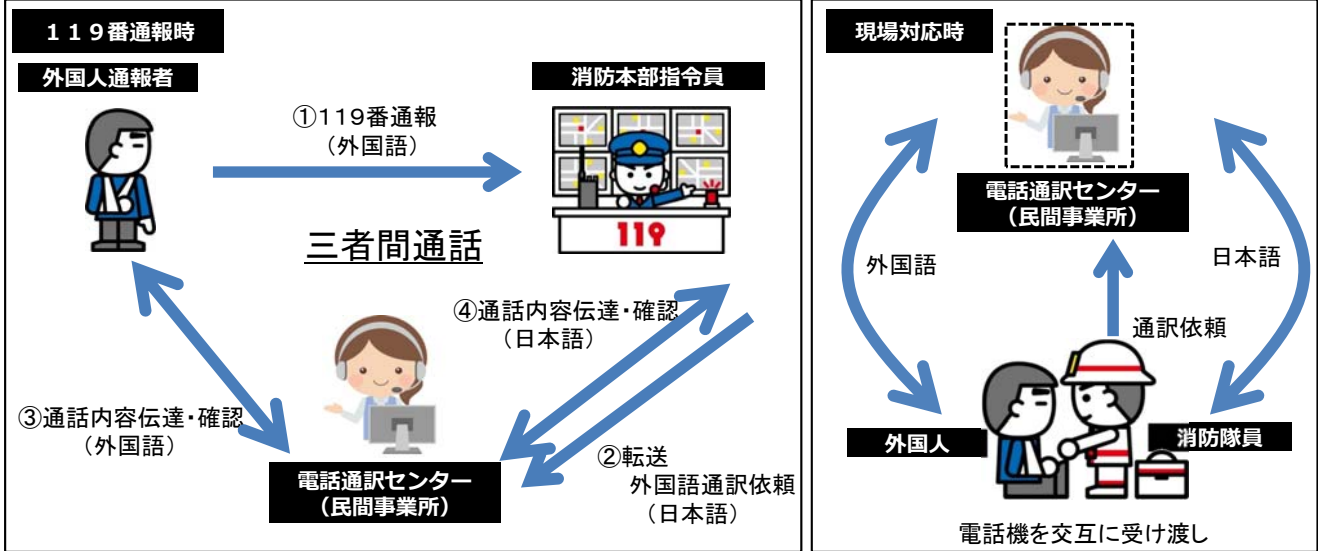 １１９番通報時
外国人通報者
消防本部指令員
①119番通報
（外国語）
119
三者間通話
④通話内容伝達・確認
（日本語）
③通話内容伝達・確認
（外国語）
②転送
外国語通訳依頼
（日本語）
電話通訳センター
（民間事業所）
現場対応時
電話通訳センター
（民間事業所）
外国語
日本語
通訳依頼
外国人
消防隊員
電話機を交互に受け渡し